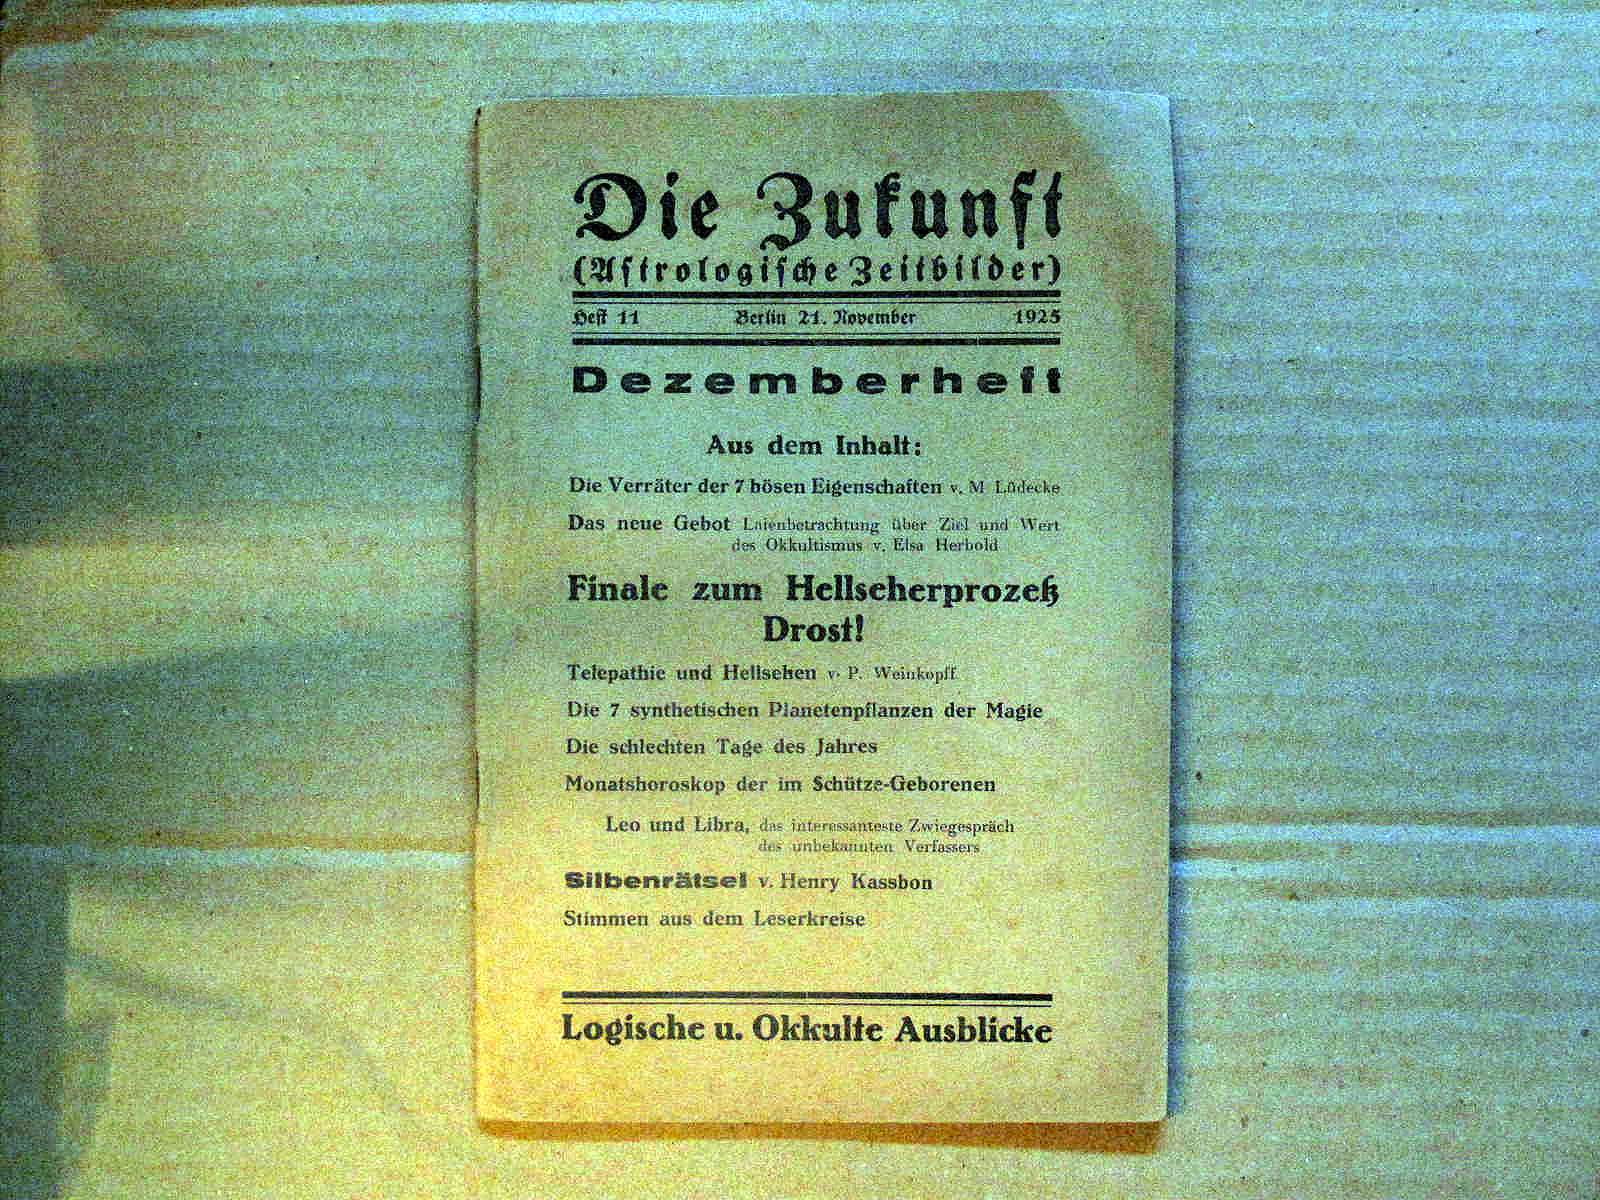 Die Zukunft
(Astrologische Zeitbilder)
Heft 11 Berlin 21. November 1925
Dezemberheft
Aus dem Inhalt:
Die Verräter der 7 bösen Eigenschaften v. M Lüdecke
Das neue Gebot Laienbetrachtung über Ziel und Wert
des Okkultismus v. Elsa Herbold
Finale zum Hellseherprozeß
Drost!
Telepathie und Hellsehen v. P. Weinkopff
Die 7 synthetischen Planetenpflanzen der Magie
Die schlechten Tage des Jahres
Monatshoroskop der im Schütze-Geborenen
Leo und Libra, das interessanteste Zwiegespräch
des unbekannten Verfassers
Silbenrätsel v. Henry Kassbon
Stimmen aus dem Leserkreise
Logische u. Okkulte Ausblicke